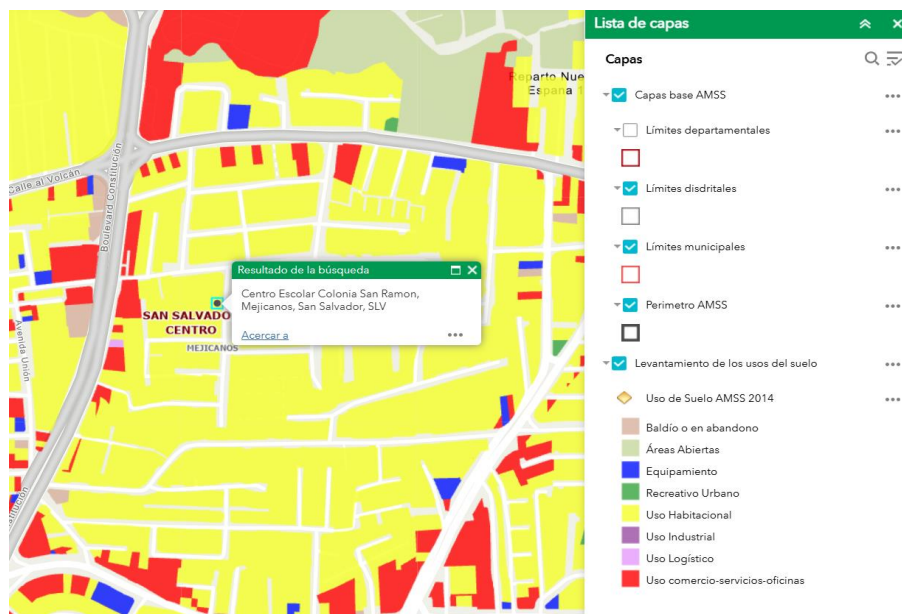 Reparto Nue
Espana 1
Calle al Volcán
Boulevard Constitución
Avenida Unión
SAN SALVADO
CENTRO
MEJICANOS
Resultado de la búsqueda
Centro Escolar Colonia San Ramon,
Mejicanos, San Salvador, SLV
Acercar a
Lista de capas
Capas
Capas base AMSS
Límites departamentales
Límites disdritales
Límites municipales
Perimetro AMSS
Levantamiento de los usos del suelo
Uso de Suelo AMSS 2014
Baldío o en abandono
Áreas Abiertas
Equipamiento
Recreativo Urbano
Uso Habitacional
Uso Industrial
Uso Logístico
Uso comercio-servicios-oficinas